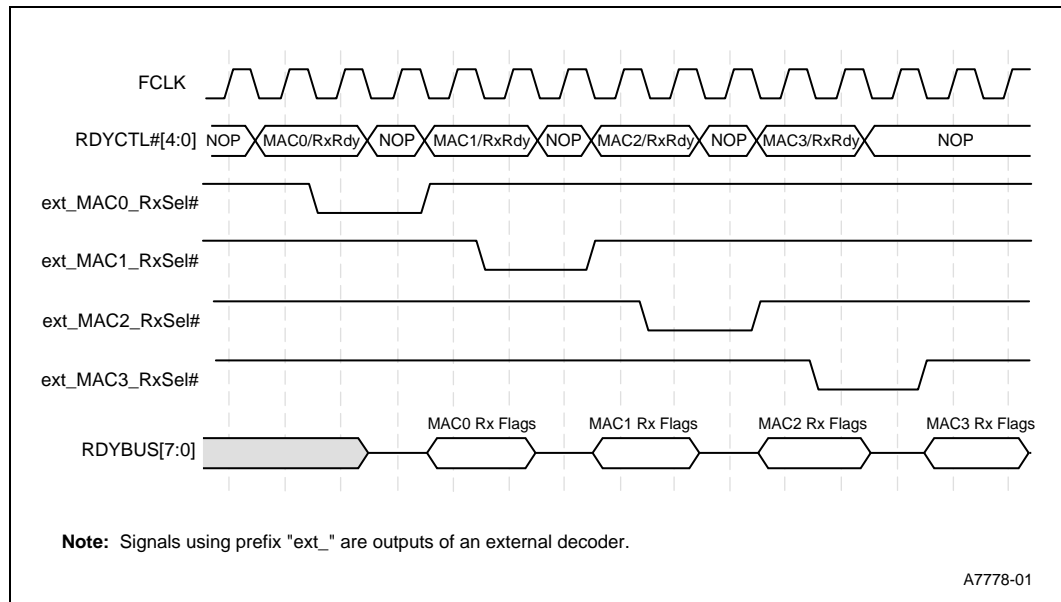 FCLK
RDYCTL#[4:0] NOP MAC0/RxRdy NOP MAC1/RxRdy NOP MAC2/RxRdy NOP MAC3/RxRdy NOP
ext_MAC0_RxSel#
ext_MAC1_RxSel#
ext_MAC2_RxSel#
ext_MAC3_RxSel#
MAC0 Rx Flags MAC1 Rx Flags MAC2 Rx Flags MAC3 Rx Flags
RDYBUS[7:0]
Note: Signals using prefix "ext_" are outputs of an external decoder.
A7778-01